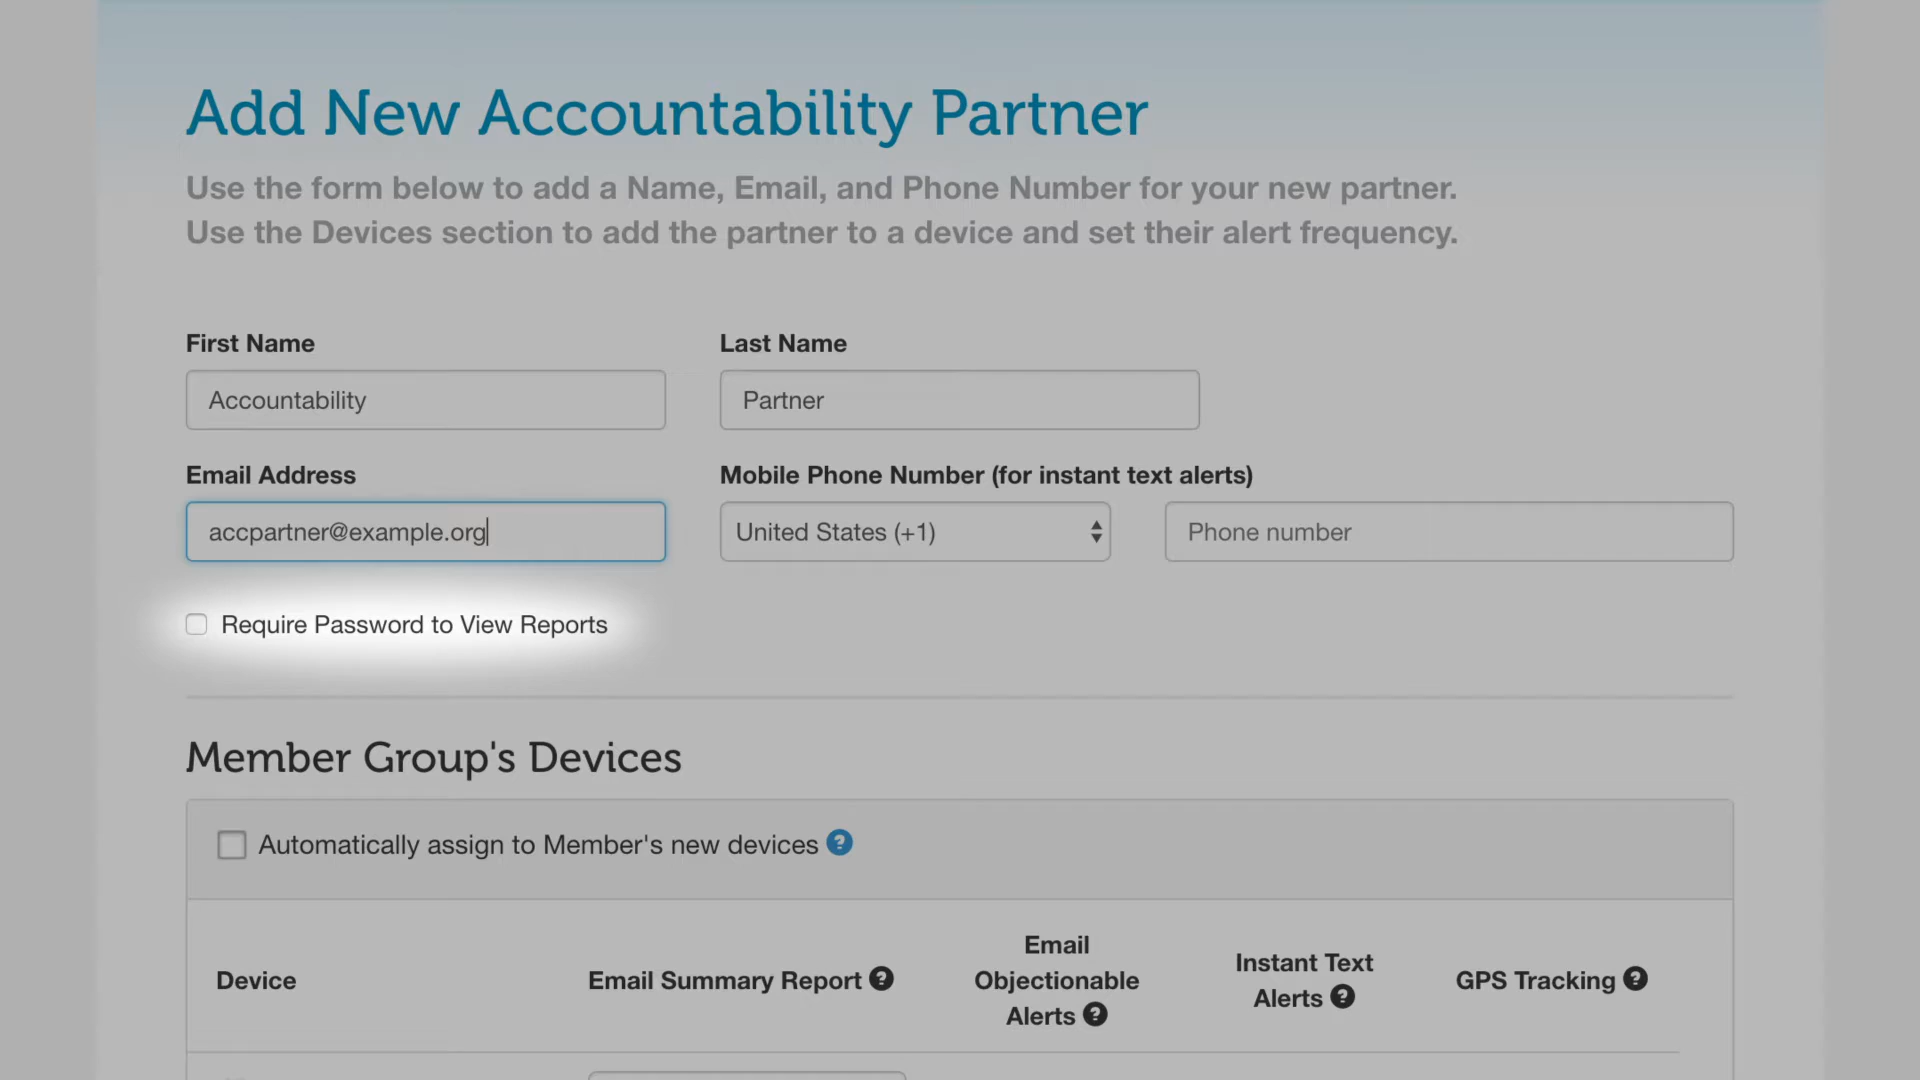 Add New Accountability Partner
Use the form below to add a Name, Email, and Phone Number for your new partner.
Use the Devices section to add the partner to a device and set their alert frequency.
First Name
Last Name
Accountability
Partner
Email Address
Mobile Phone Number (for instant text alerts)
accpartner@example.org
United States (+1)
Phone number
Require Password to View Reports
Member Group's Devices
Automatically assign to Member's new devices ?
Device
Email Summary Report ?
Email
Objectionable
Alerts ?
Instant Text
Alerts ?
GPS Tracking ?